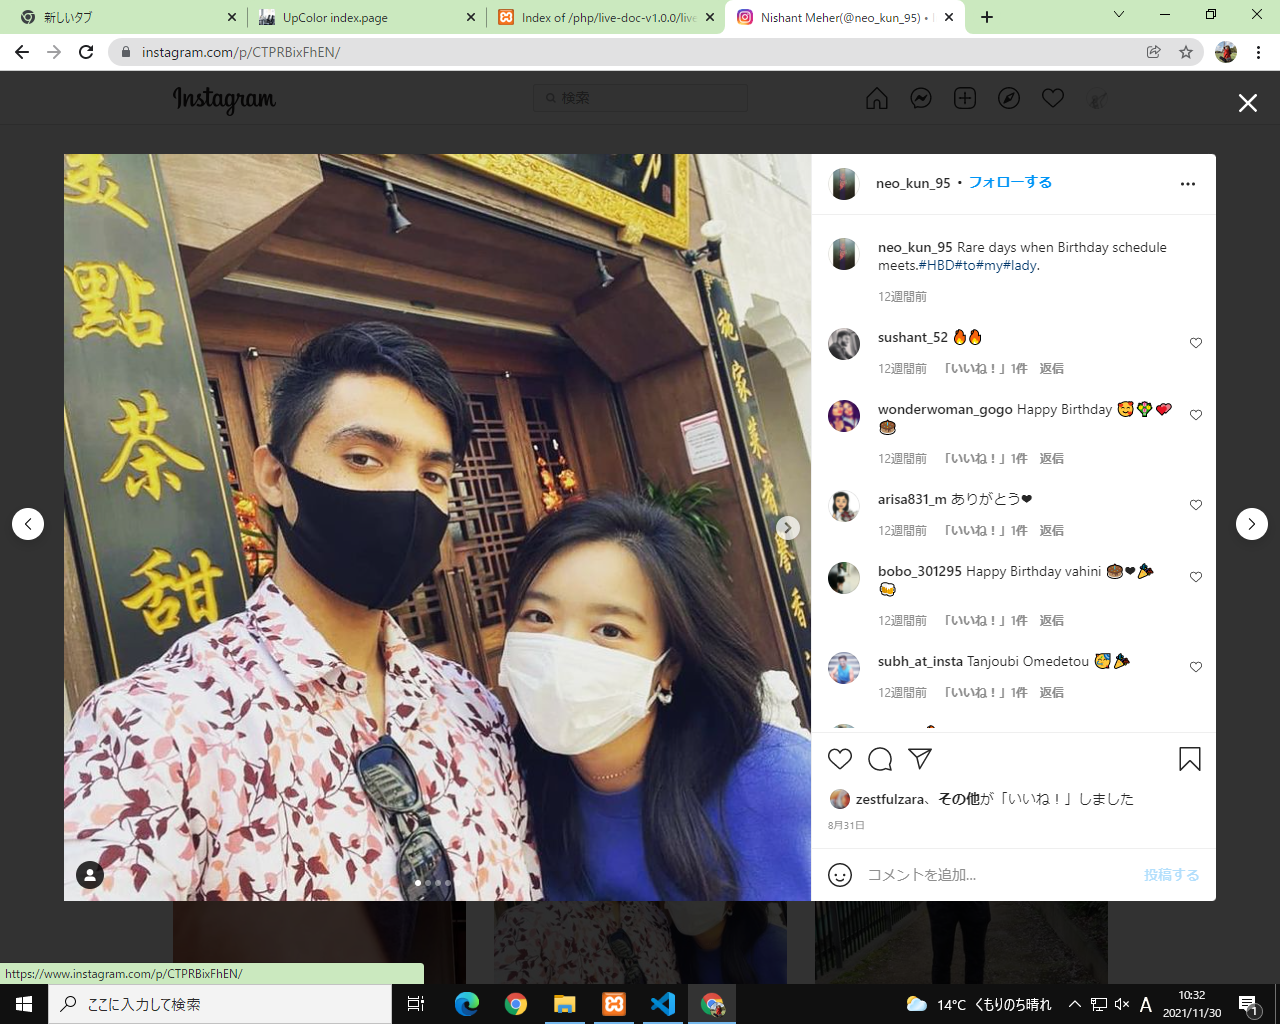 新しいタブ
UpColor index.page
Index of /php/live-doc-v1.0.0/live
Nishant Meher(@neo_kun_95) •
instagram.com/p/CTPRBixFhEN/
Instagram
検索
點
茶
甜
neo_kun_95 • フォローする
neo_kun_95 Rare days when Birthday schedule
meets.#HBD#to#my#lady.
12週間前
sushant_52 🔥🔥
12週間前 「いいね！」1件 返信
wonderwoman_gogo Happy Birthday 🥰💐💝
🎂
12週間前 「いいね！」1件 返信
arisa831_m ありがとう❤
12週間前 「いいね！」1件 返信
bobo_301295 Happy Birthday vahini 🎂❤🎉
🍻
12週間前 「いいね！」1件 返信
subh_at_insta Tanjoubi Omedetou 🥳🎉
12週間前 「いいね！」1件 返信
zestfulzara、その他が「いいね！」しました
8月31日
コメントを追加...
投稿する
https://www.instagram.com/p/CTPRBixFhEN/
ここに入力して検索
14°C くもりのち晴れ
A
10:32
2021/11/30
1